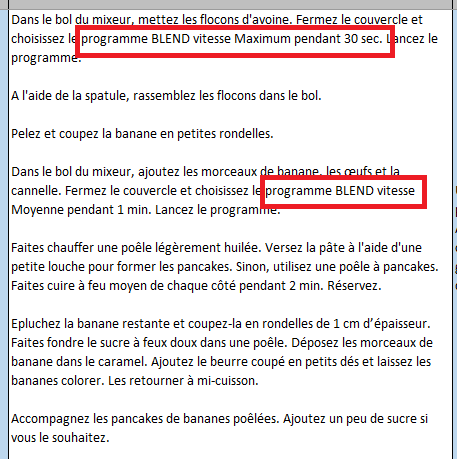 Dans le bol du mixeur, mettez les flocons d'avoine. Fermez le couvercle et
choisissez le programme BLEND vitesse Maximum pendant 30 sec. Lancez le
programme.
A l'aide de la spatule, rassemblez les flocons dans le bol.
Pelez et coupez la banane en petites rondelles.
Dans le bol du mixeur, ajoutez les morceaux de banane, les œufs et la
cannelle. Fermez le couvercle et choisissez le programme BLEND vitesse
Moyenne pendant 1 min. Lancez le programme.
Faites chauffer une poêle légèrement huilée. Versez la pâte à l'aide d'une
petite louche pour former les pancakes. Sinon, utilisez une poêle à pancakes.
Faites cuire à feu moyen de chaque côté pendant 2 min. Réservez.
Epluchez la banane restante et coupez-la en rondelles de 1 cm d’épaisseur.
Faites fondre le sucre à feux doux dans une poêle. Déposez les morceaux de
banane dans le caramel. Ajoutez le beurre coupé en petits dés et laissez les
bananes colorer. Les retourner à mi-cuisson.
Accompagnez les pancakes de bananes poêlées. Ajoutez un peu de sucre si
vous le souhaitez.